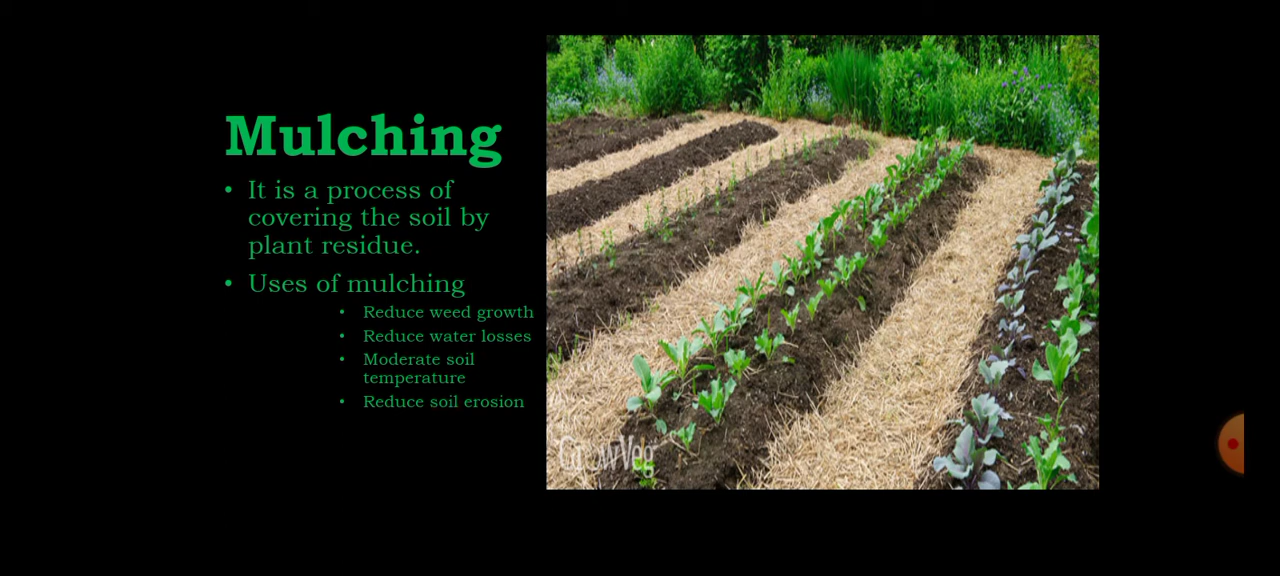 Mulching
• It is a process of
covering the soil by
plant residue.
• Uses of mulching
• Reduce weed growth
• Reduce water losses
• Moderate soil
temperature
• Reduce soil erosion
GrowVeg